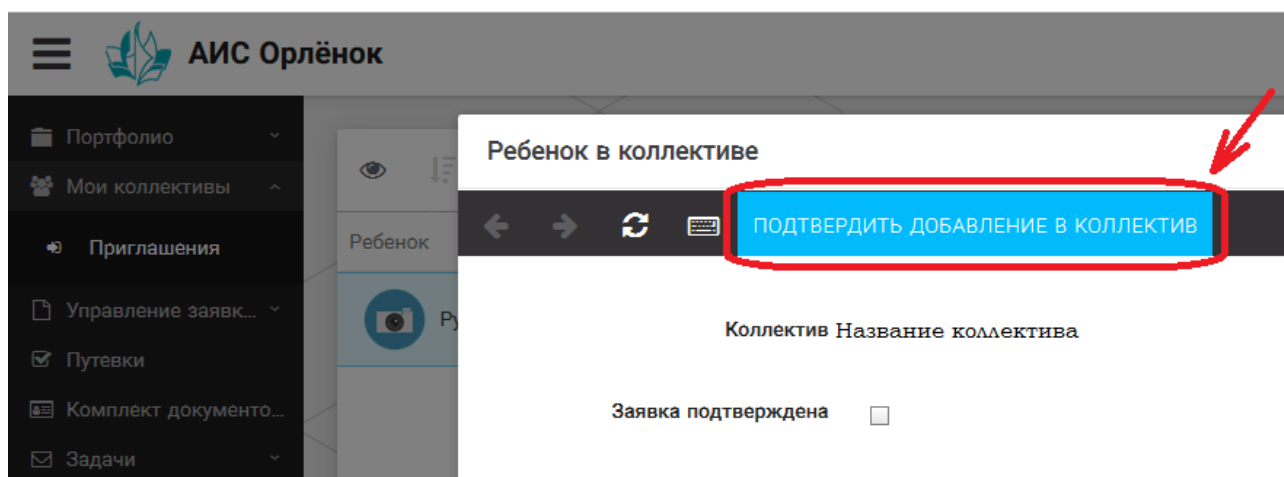 АИС Орлёнок
Портфолио
Мои коллективы
Приглашения
Управление заявк...
Путевки
Комплект документо...
Задачи
Ребенок
Ребенок в коллективе
ПОДТВЕРДИТЬ ДОБАВЛЕНИЕ В КОЛЛЕКТИВ
Коллектив Название коллектива
Заявка подтверждена